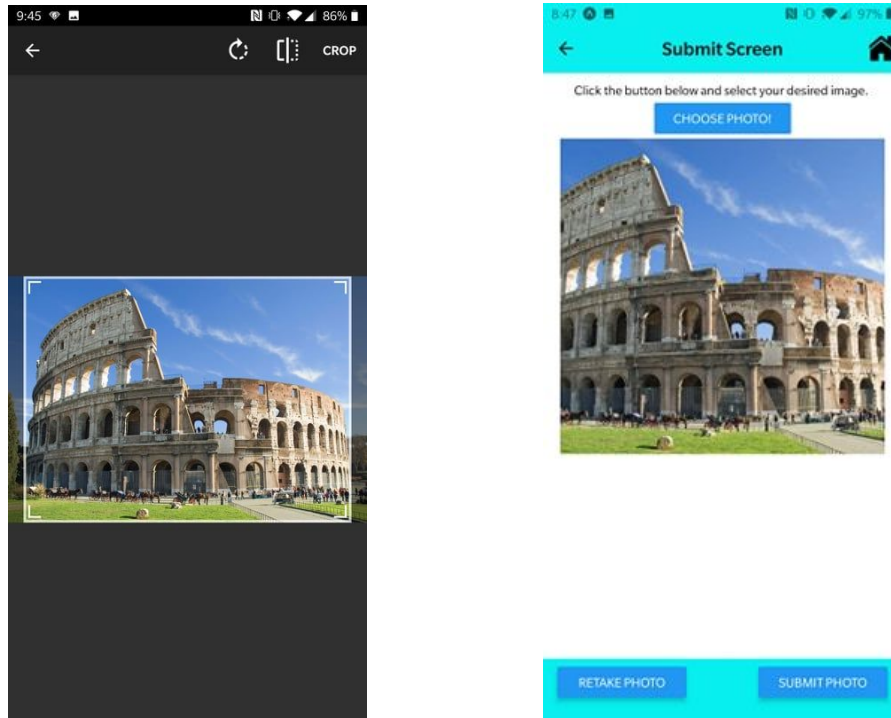 9:45 86%
CROP
8:47 97%
Submit Screen
Click the button below and select your desired image.
CHOOSE PHOTO!
RETAKE PHOTO
SUBMIT PHOTO